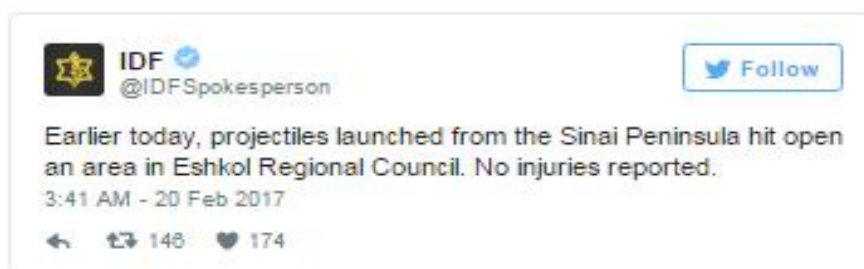 IDF
@IDFSpokesperson
Follow
Earlier today, projectiles launched from the Sinai Peninsula hit open
an area in Eshkol Regional Council. No injuries reported.
3:41 AM - 20 Feb 2017
146 174